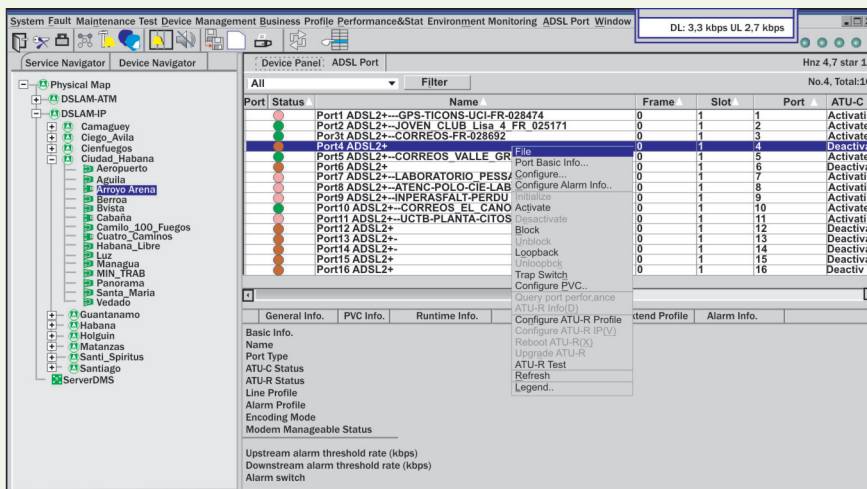 System Fault Maintenance Test Device Management Business Profile Performance&Stat Environment Monitoring ADSL Port Window
DL: 3,3 kbps UL 2,7 kbps
Service Navigator Device Navigator
Device Panel ADSL Port
Hnz 4,7 star 1
All Filter
No.4, Total:1
Port Status Name Frame Slot Port ATU-C
Port1 ADSL2+---GPS-TICONS-UCI-FR-028474 0 1 1 Activati
Port2 ADSL2+--JOVEN_CLUB_Lisa_4_FR_025171 0 1 2 Activate
Por3t ADSL2+--CORREOS-FR-028692 0 1 3 Activate
Port4 ADSL2+ 0 1 4 Deactiva
Port5 ADSL2+--CORREOS_VALLE_GR 0 1 5 Activate
Port6 ADSL2+ 0 1 6 Deactiva
Port7 ADSL2+--LABORATORIO_PESSA 0 1 7 Activati
Port8 ADSL2+--ATENC-POLO-CIE-LAB 0 1 8 Activati
Port9 ADSL2+--INPERASFALT-PERDU 0 1 9 Activati
Port10 ADSL2+--CORREOS_EL_CANO 0 1 10 Activate
Port11 ADSL2+--UCTB-PLANTA-CITOS 0 1 11 Activati
Port12 ADSL2+ 0 1 12 Deactiva
Port13 ADSL2+- 0 1 13 Deactiva
Port14 ADSL2+- 0 1 14 Deactiva
Port15 ADSL2+ 0 1 15 Deactiva
Port16 ADSL2+ 0 1 16 Deactiv
Physical Map
DSLAM-ATM
DSLAM-IP
Camaguey
Ciego_Avila
Cienfuegos
Ciudad_Habana
Aeropuerto
Aguila
Arroyo Arena
Berroa
Bvista
Cabaña
Camilo_100_Fuegos
Cuatro_Caminos
Habana_Libre
Luz
Managua
MIN_TRAB
Panorama
Santa_Maria
Vedado
Guantanamo
Habana
Holguin
Matanzas
Santi_Spiritus
Santiago
ServerDMS
File
Port Basic Info...
Configure...
Configure Alarm Info..
Initialize
Activate
Desactivate
Block
Unblock
Loopback
Unloopbck
Trap Switch
Configure PVC..
Query port perfor,ance
ATU-R Info(D)
Configure ATU-R Profile
Configure ATU-R IP(V)
Reboot ATU-R(X)
Upgrade ATU-R
ATU-R Test
Refresh
Legend..
General Info. PVC Info. Runtime Info. xtend Profile Alarm Info.
Basic Info.
Name
Port Type
ATU-C Status
ATU-R Status
Line Profile
Alarm Profile
Encoding Mode
Modem Manageable Status
Upstream alarm threshold rate (kbps)
Downstream alarm threshold rate (kbps)
Alarm switch